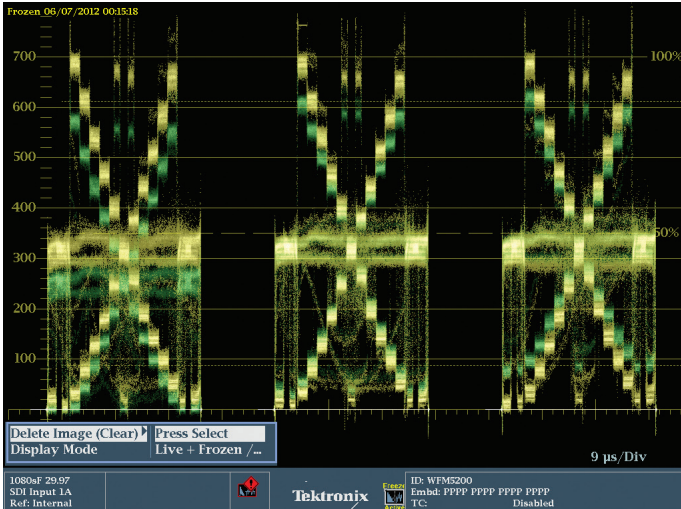 Frozen 06/07/2012 00:15:18
700
100%
600
500
400
50%
300
200
100
Delete Image (Clear) Press Select
Display Mode Live + Frozen /...
9 µs/Div
1080sF 29.97
SDI Input 1A
Ref: Internal
Tektronix
Freeze
Active
ID: WFM5200
Embd: PPPP PPPP PPPP PPPP
TC: Disabled